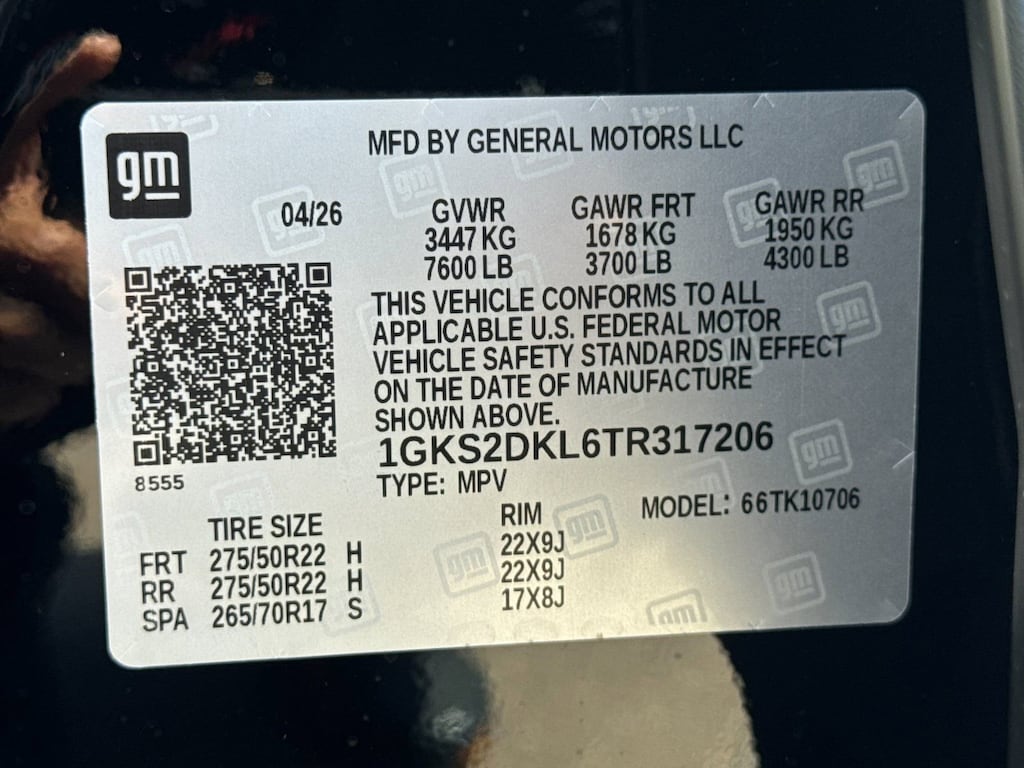 gm
MFD BY GENERAL MOTORS LLC
04/26
GVWR
3447 KG
7600 LB
GAWR FRT
1678 KG
3700 LB
GAWR RR
1950 KG
4300 LB
THIS VEHICLE CONFORMS TO ALL
APPLICABLE U.S. FEDERAL MOTOR
VEHICLE SAFETY STANDARDS IN EFFECT
ON THE DATE OF MANUFACTURE
SHOWN ABOVE.
1GKS2DKL6TR317206
8555
TYPE: MPV
MODEL: 66TK10706
TIRE SIZE RIM
FRT 275/50R22 H 22X9J
RR 275/50R22 H 22X9J
SPA 265/70R17 S 17X8J